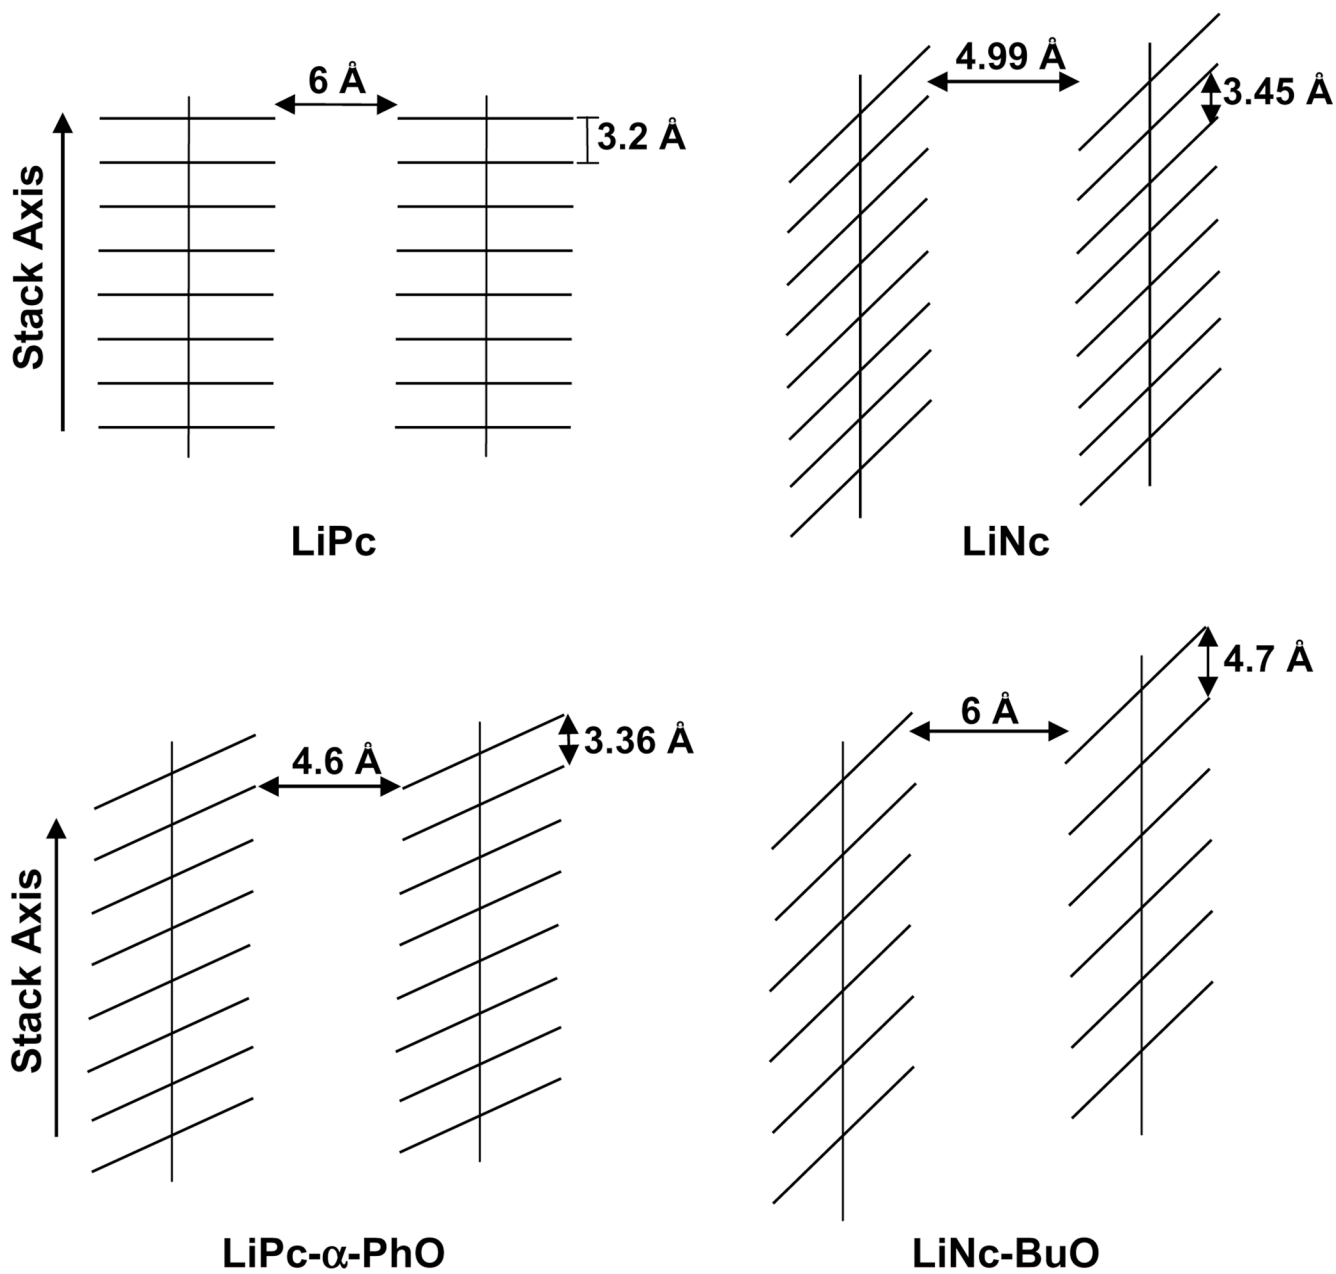 6 Å
3.2 Å
Stack Axis
LiPc
4.99 Å
3.45 Å
LiNc
4.6 Å
3.36 Å
Stack Axis
LiPc-α-PhO
6 Å
4.7 Å
LiNc-BuO